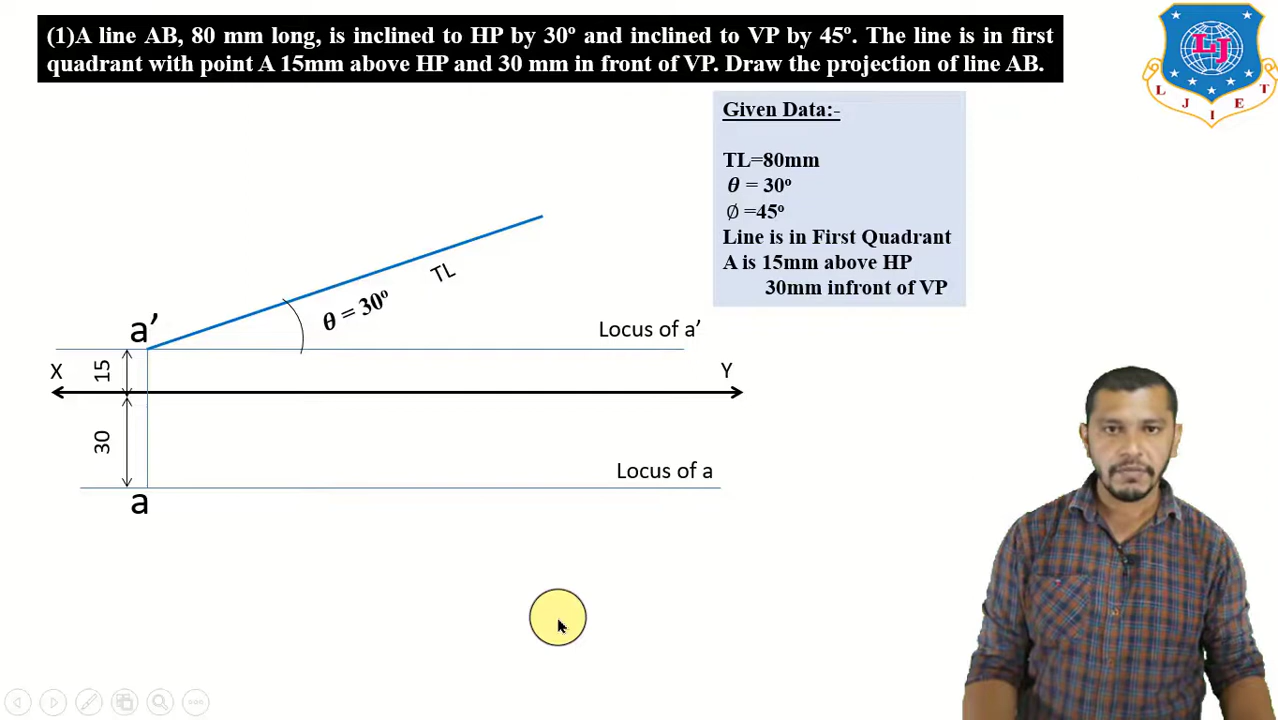 (1)A line AB, 80 mm long, is inclined to HP by 30º and inclined to VP by 45º. The line is in first
quadrant with point A 15mm above HP and 30 mm in front of VP. Draw the projection of line AB.
LJ
L J I E T
Given Data:-
TL=80mm
θ = 30º
∅ =45º
Line is in First Quadrant
A is 15mm above HP
30mm infront of VP
TL
θ = 30º
a’
Locus of a’
X
15
Y
30
Locus of a
a